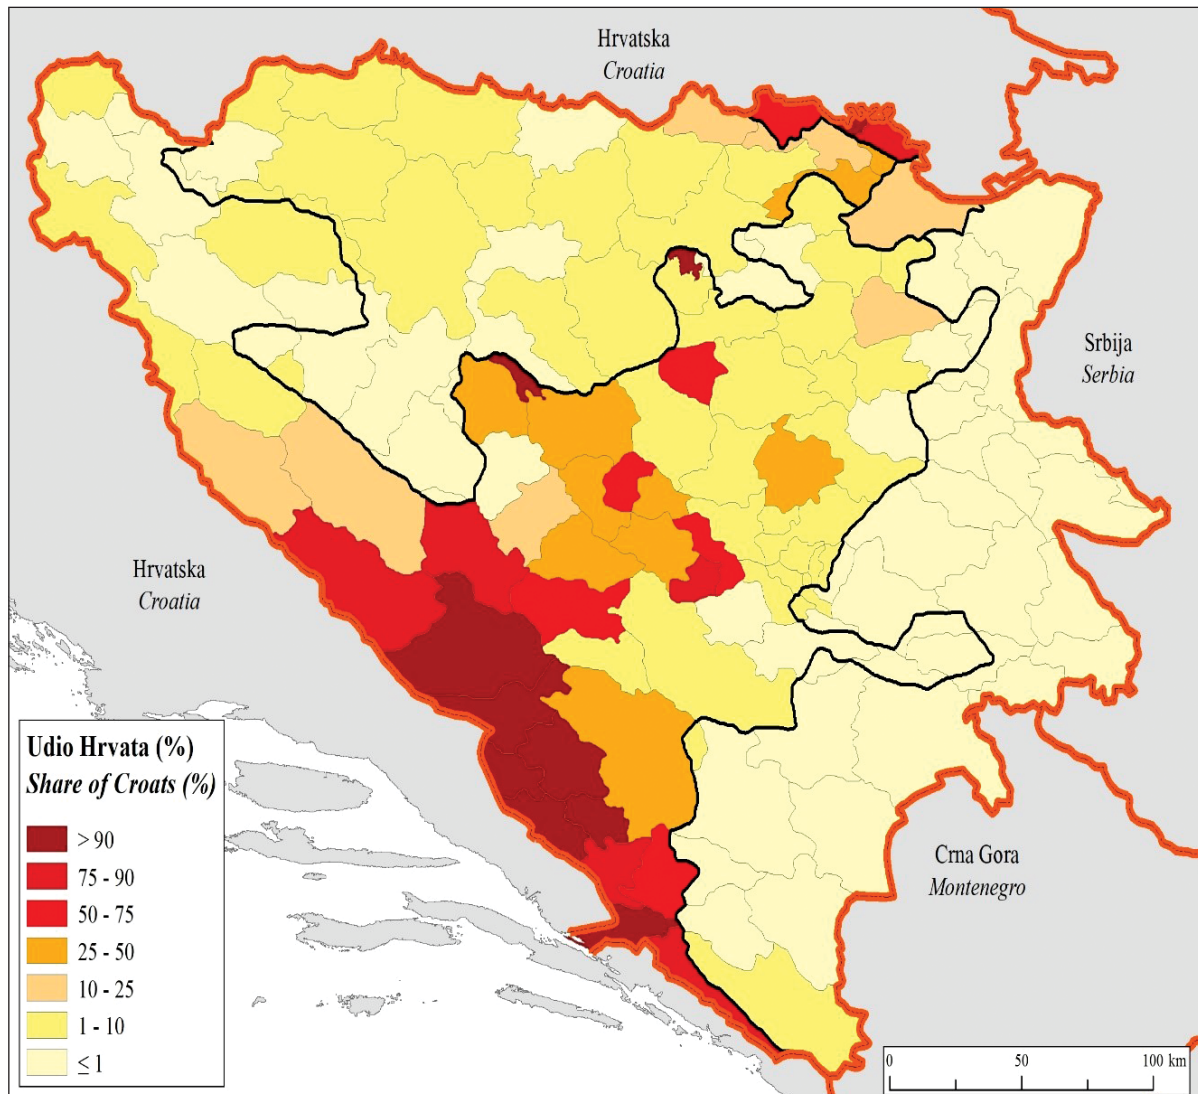 Hrvatska
Croatia
Srbija
Serbia
Hrvatska
Croatia
Crna Gora
Montenegro
Udio Hrvata (%)
Share of Croats (%)
> 90
75 - 90
50 - 75
25 - 50
10 - 25
1 - 10
≤ 1
0 50 100 km